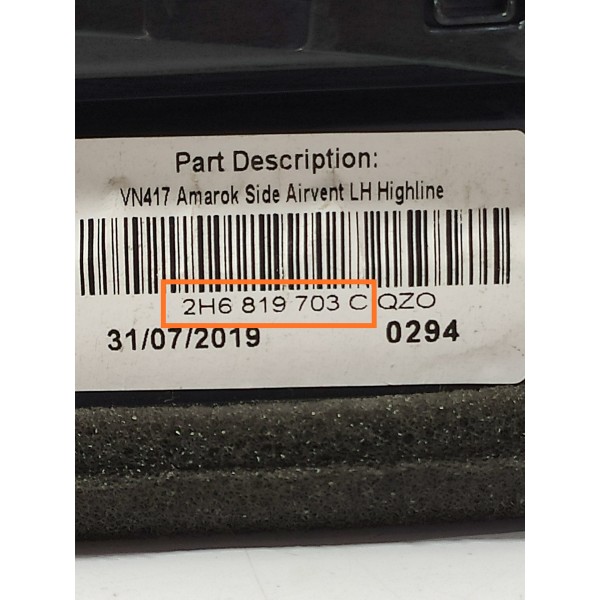 Part Description:
VN417 Amarok Side Airvent LH Highline
2H6 819 703 C QZO
31/07/2019 0294